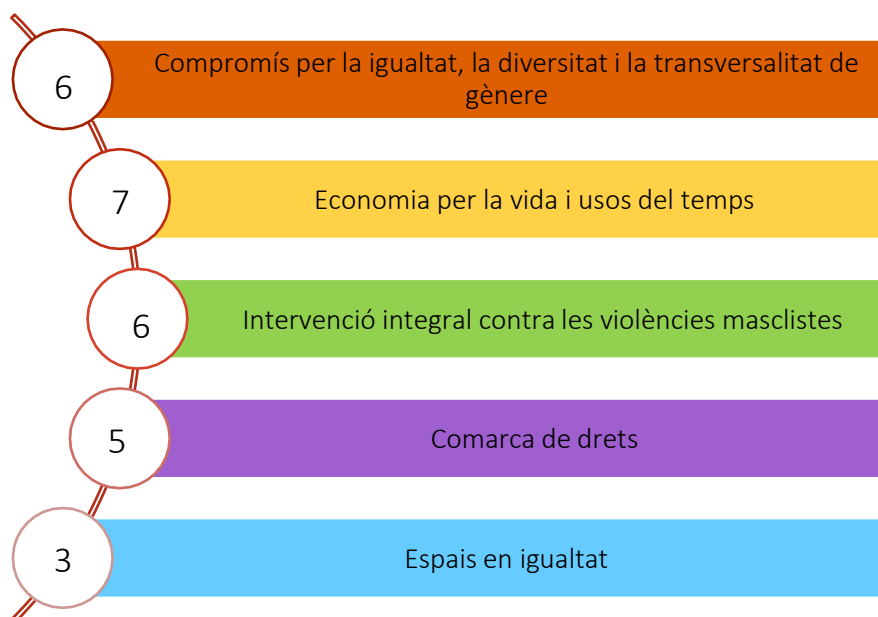 6
Compromís per la igualtat, la diversitat i la transversalitat de
gènere
7
Economia per la vida i usos del temps
6
Intervenció integral contra les violències masclistes
5
Comarca de drets
3
Espais en igualtat